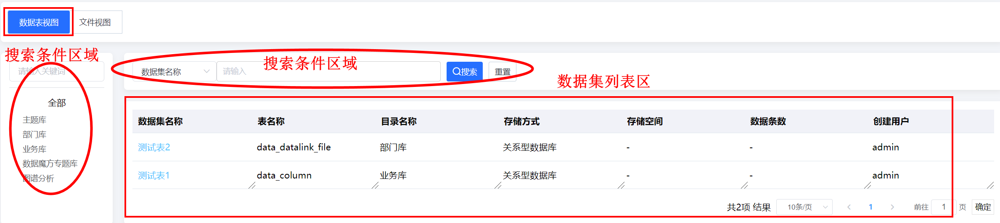 数据表视图 文件视图
搜索条件区域
请输入关键词
全部
主题库
部门库
业务库
数据魔方专题库
图谱分析
数据集名称 请输入 搜索 重置
搜索条件区域
数据集列表区
数据集名称 表名称 目录名称 存储方式 存储空间 数据条数 创建用户
测试表2 data_datalink_file 部门库 关系型数据库 - - admin
测试表1 data_column 业务库 关系型数据库 - - admin
共2项 结果 10条/页 1 前往 1 页 确定